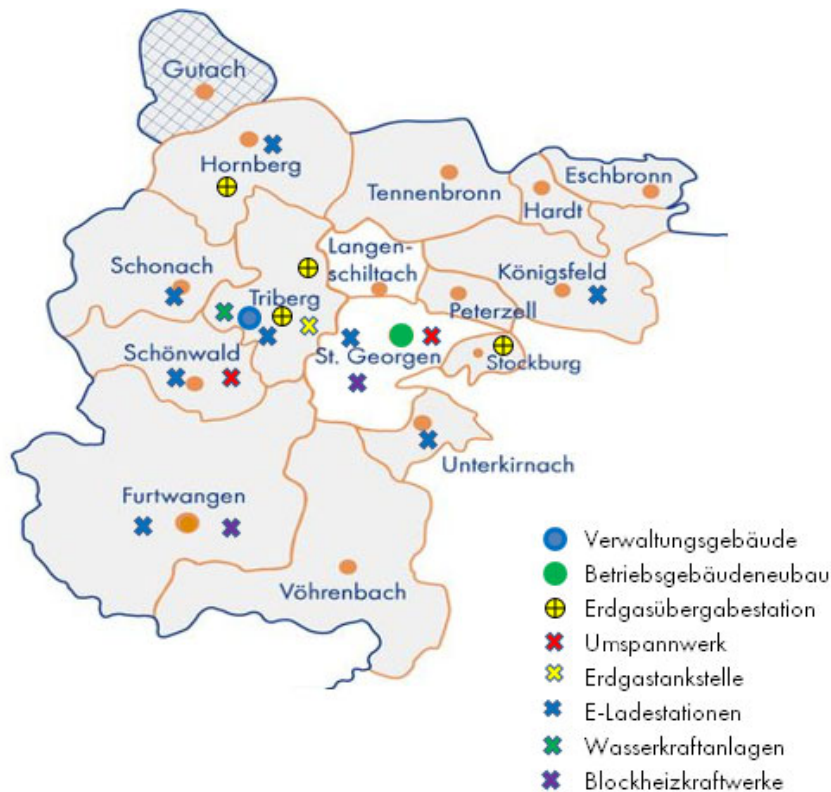 Gutach
Hornberg
Tennenbronn
Eschbronn
Hardt
Langen-
schiltach
Schonach
Königsfeld
Triberg
Peterzell
Schönwald
St. Georgen
Stockburg
Unterkirnach
Furtwangen
Vöhrenbach
Verwaltungsgebäude
Betriebsgebäudeneubau
Erdgasübergabestation
Umspannwerk
Erdgastankstelle
E-Ladestationen
Wasserkraftanlagen
Blockheizkraftwerke